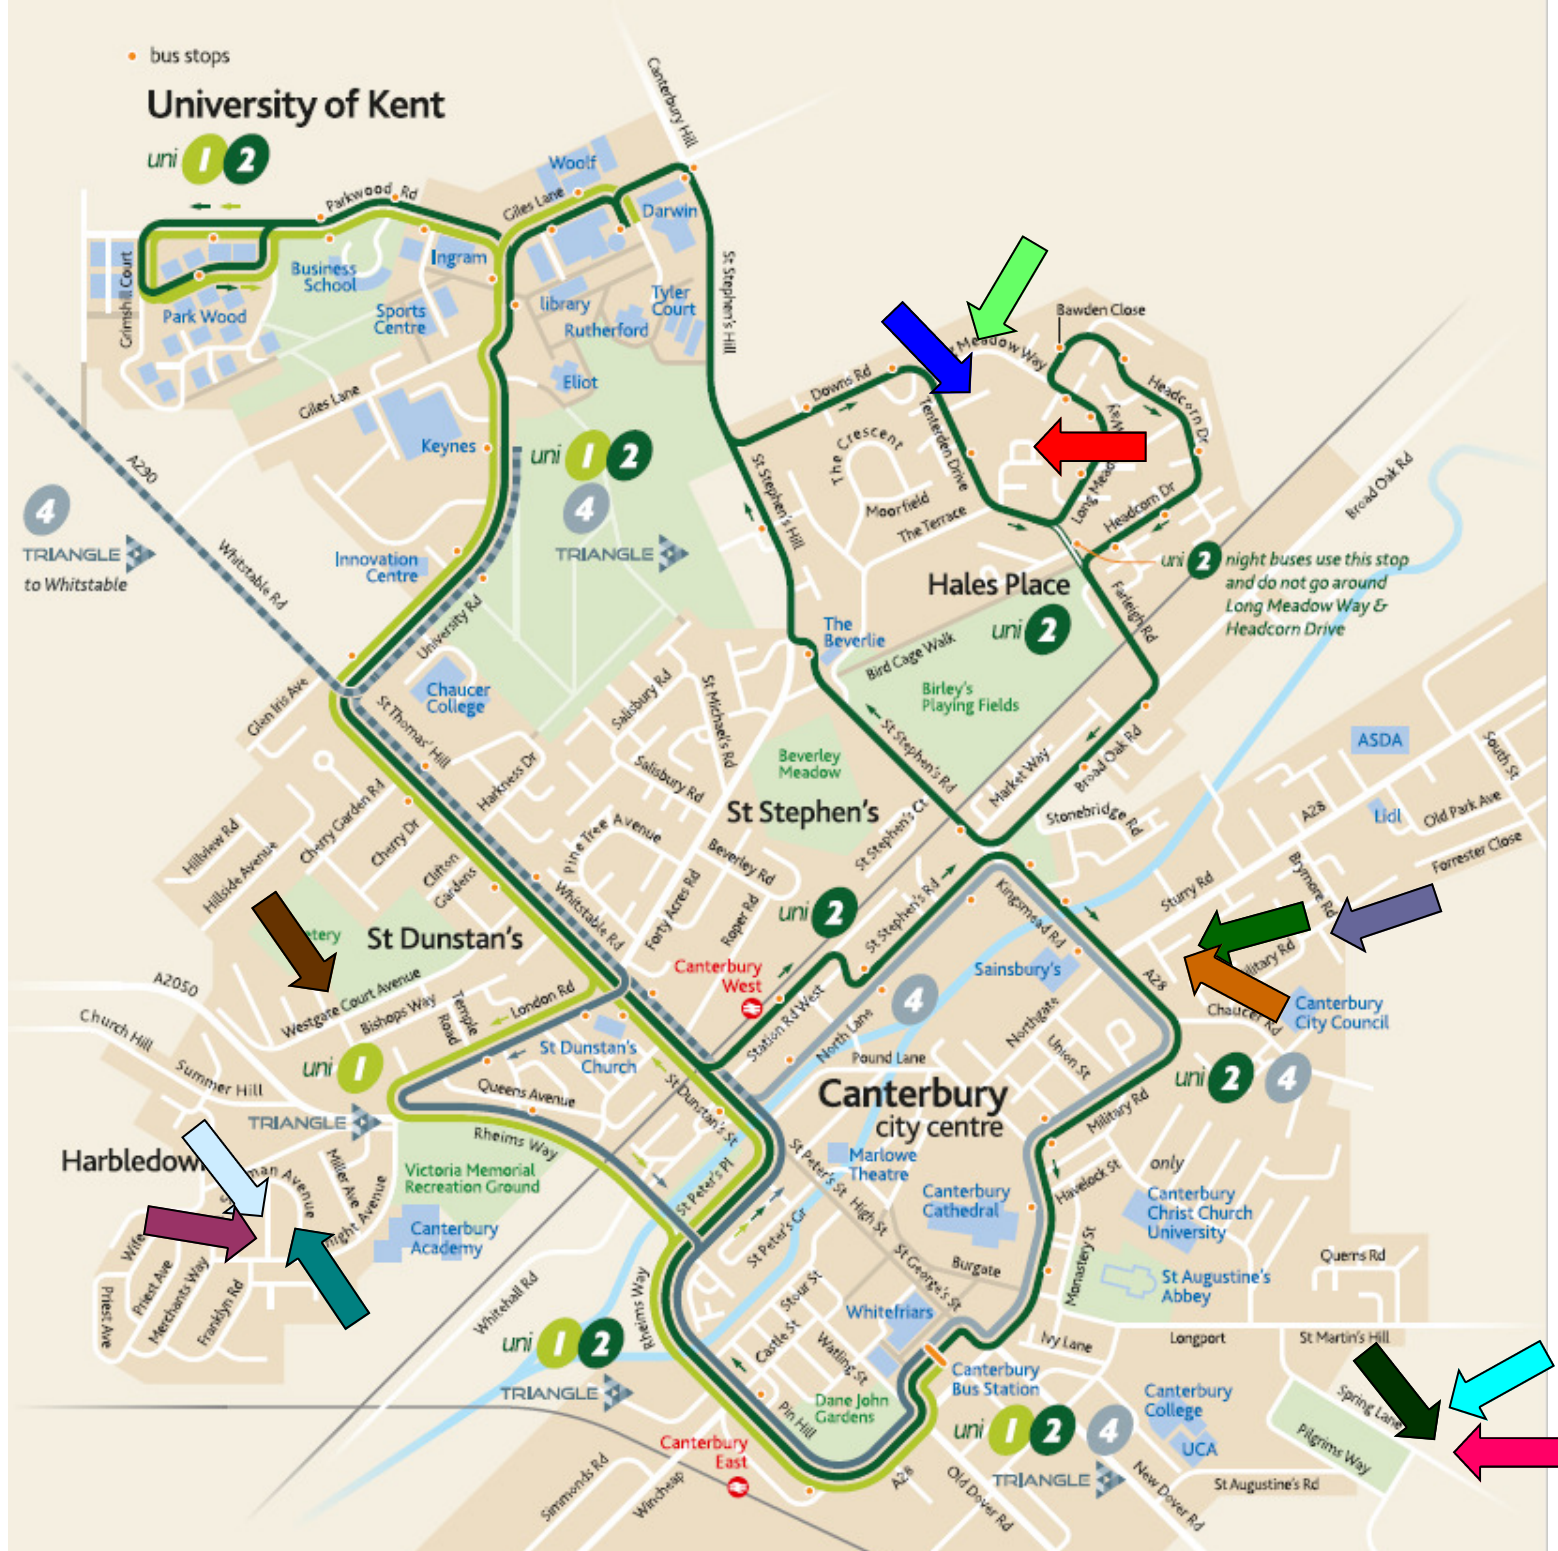 bus stops
University of Kent
uni 1 2
Canterbury Hill
Woolf
Parkwood Rd
Giles Lane
Darwin
Grimshill Court
Business
School
Ingram
Park Wood
Sports
Centre
library
Rutherford
Tyler
Court
St Stephen's Hill
Eliot
Giles Lane
Keynes
uni 1 2
4
TRIANGLE
A290
4
TRIANGLE
to Whitstable
Whitstable Rd
Innovation
Centre
University Rd
Meadow Way
Bawden Close
Downs Rd
The Crescent
Tenterden Drive
Headcorn Dr
Moorfield
The Terrace
Headcorn Dr
St Stephen's Hill
Broad Oak Rd
Hales Place
uni 2
uni 2 night buses use this stop
and do not go around
Long Meadow Way &
Headcorn Drive
Farleigh Rd
The
Beverlie
Bird Cage Walk
Birley's
Playing Fields
Glen Iris Ave
Chaucer
College
St Thomas' Hill
Salisbury Rd
St Michael's Rd
Salisbury Rd
Harkness Dr
Beverley
Meadow
St Stephen's Rd
Market Way
Broad Oak Rd
Stonebridge Rd
St Stephen's
St Stephen's Ct
ASDA
South St
A28
Lidl
Old Park Ave
Forrester Close
Hillview Rd
Hillside Avenue
Cherry Garden Rd
Cherry Dr
Clifton
Gardens
Pine Tree Avenue
Beverley Rd
Forty Acres Rd
Roper Rd
Whitstable Rd
uni 2
St Stephen's Rd
Kingsmead Rd
Sturry Rd
Brymore Rd
St Dunstan's
Canterbury
West
Sainsbury's
A28
Chaucer Rd
Canterbury
City Council
A2050
Church Hill
Westgate Court Avenue
Bishops Way
Temple
Road
London Rd
Station Rd West
North Lane
4
Northgate
Union St
Pound Lane
Summer Hill
uni 1
TRIANGLE
St Dunstan's
Church
Queens Avenue
St Dunstan's St
Canterbury
city centre
uni 2 4
Military Rd
Harbledown
Miller Ave
Rheims Way
Victoria Memorial
Recreation Ground
St Peter's Pl
St Peter's St
Marlowe
Theatre
High St
Canterbury
Cathedral
Havelock St
only
Canterbury
Christ Church
University
Canterbury
Academy
St Peter's Gr
St George's St
Burgate
Monastery St
St Augustine's
Abbey
Querns Rd
Priest Ave
Priest Ave
Merchants Way
Franklyn Rd
Whitehall Rd
Rheims Way
Stour St
Castle St
Watling St
Whitefriars
Ivy Lane
Longport
St Martin's Hill
uni 1 2
TRIANGLE
Canterbury
Bus Station
Dane John
Gardens
Pin Hill
uni 1 2 4
TRIANGLE
Canterbury
College
UCA
Spring Lane
Pilgrims Way
Canterbury
East
Simmonds Rd
Wincheap
A28
Old Dover Rd
New Dover Rd
St Augustine's Rd